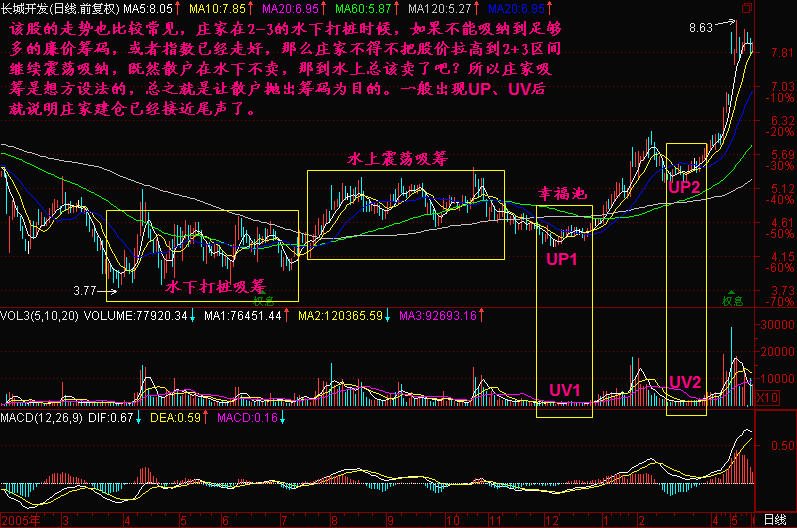 长城开发(日线.前复权) MA5:8.05↑ MA10:7.85↑ MA20:6.95↑ MA60:5.87↑ MA120:5.27↑ MA20:6.95↑
该股的走势也比较常见，庄家在2-3的水下打桩时候，如果不能吸纳到足够
多的廉价筹码，或者指数已经走好，那么庄家不得不把股价拉高到2+3区间
继续震荡吸纳，既然散户在水下不卖，那到水上总该卖了吧？所以庄家吸
筹是想方设法的，总之就是让散户抛出筹码为目的。一般出现UP、UV后
就说明庄家建仓已经接近尾声了。
8.63
7.81
7.03
-10%
6.32
-20%
5.69
-30%
5.12
-40%
4.61
-50%
4.15
-60%
3.73
-70%
水上震荡吸筹
幸福池
UP2
UP1
3.77
水下打桩吸筹
权息
权息
VOL3(5,10,20) VOLUME:77920.34↓ MA1:76451.44↑ MA2:120365.59↓ MA3:92693.16↑
30000
20000
10000
X10
UV1
UV2
MACD(12,26,9) DIF:0.67↓ DEA:0.59↑ MACD:0.16↓
0.50
2005年 3 4 5 6 7 8 9 10 11 12 1 2 4 5 日线